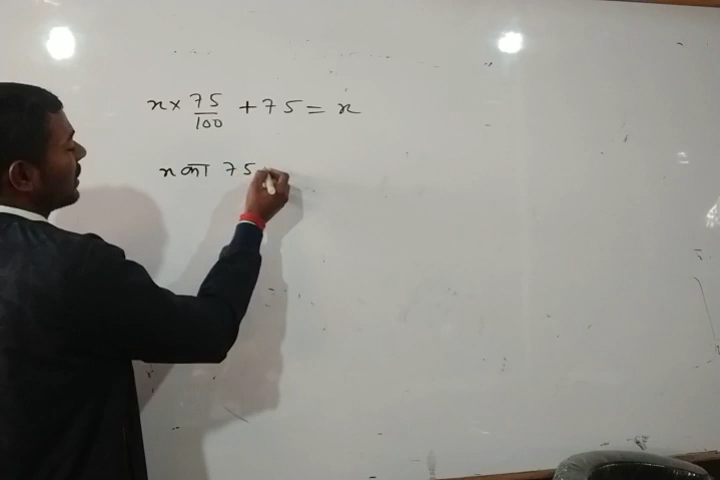 x × 75/100 + 75 = x
x का 75